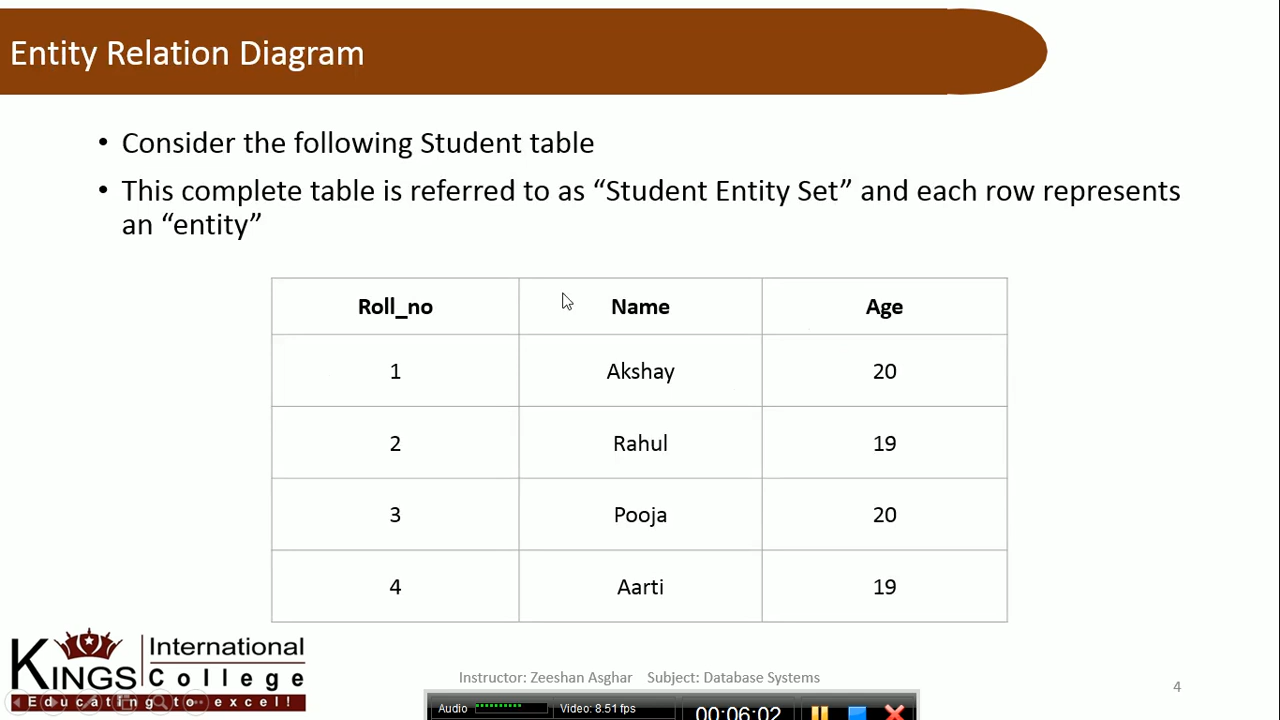 Entity Relation Diagram
• Consider the following Student table
• This complete table is referred to as “Student Entity Set” and each row represents
an “entity”
Roll_no Name Age
1 Akshay 20
2 Rahul 19
3 Pooja 20
4 Aarti 19
KINGS International College
Educating to excel!
Instructor: Zeeshan Asghar Subject: Database Systems
4
Audio Video: 8.51 fps
00:06:02